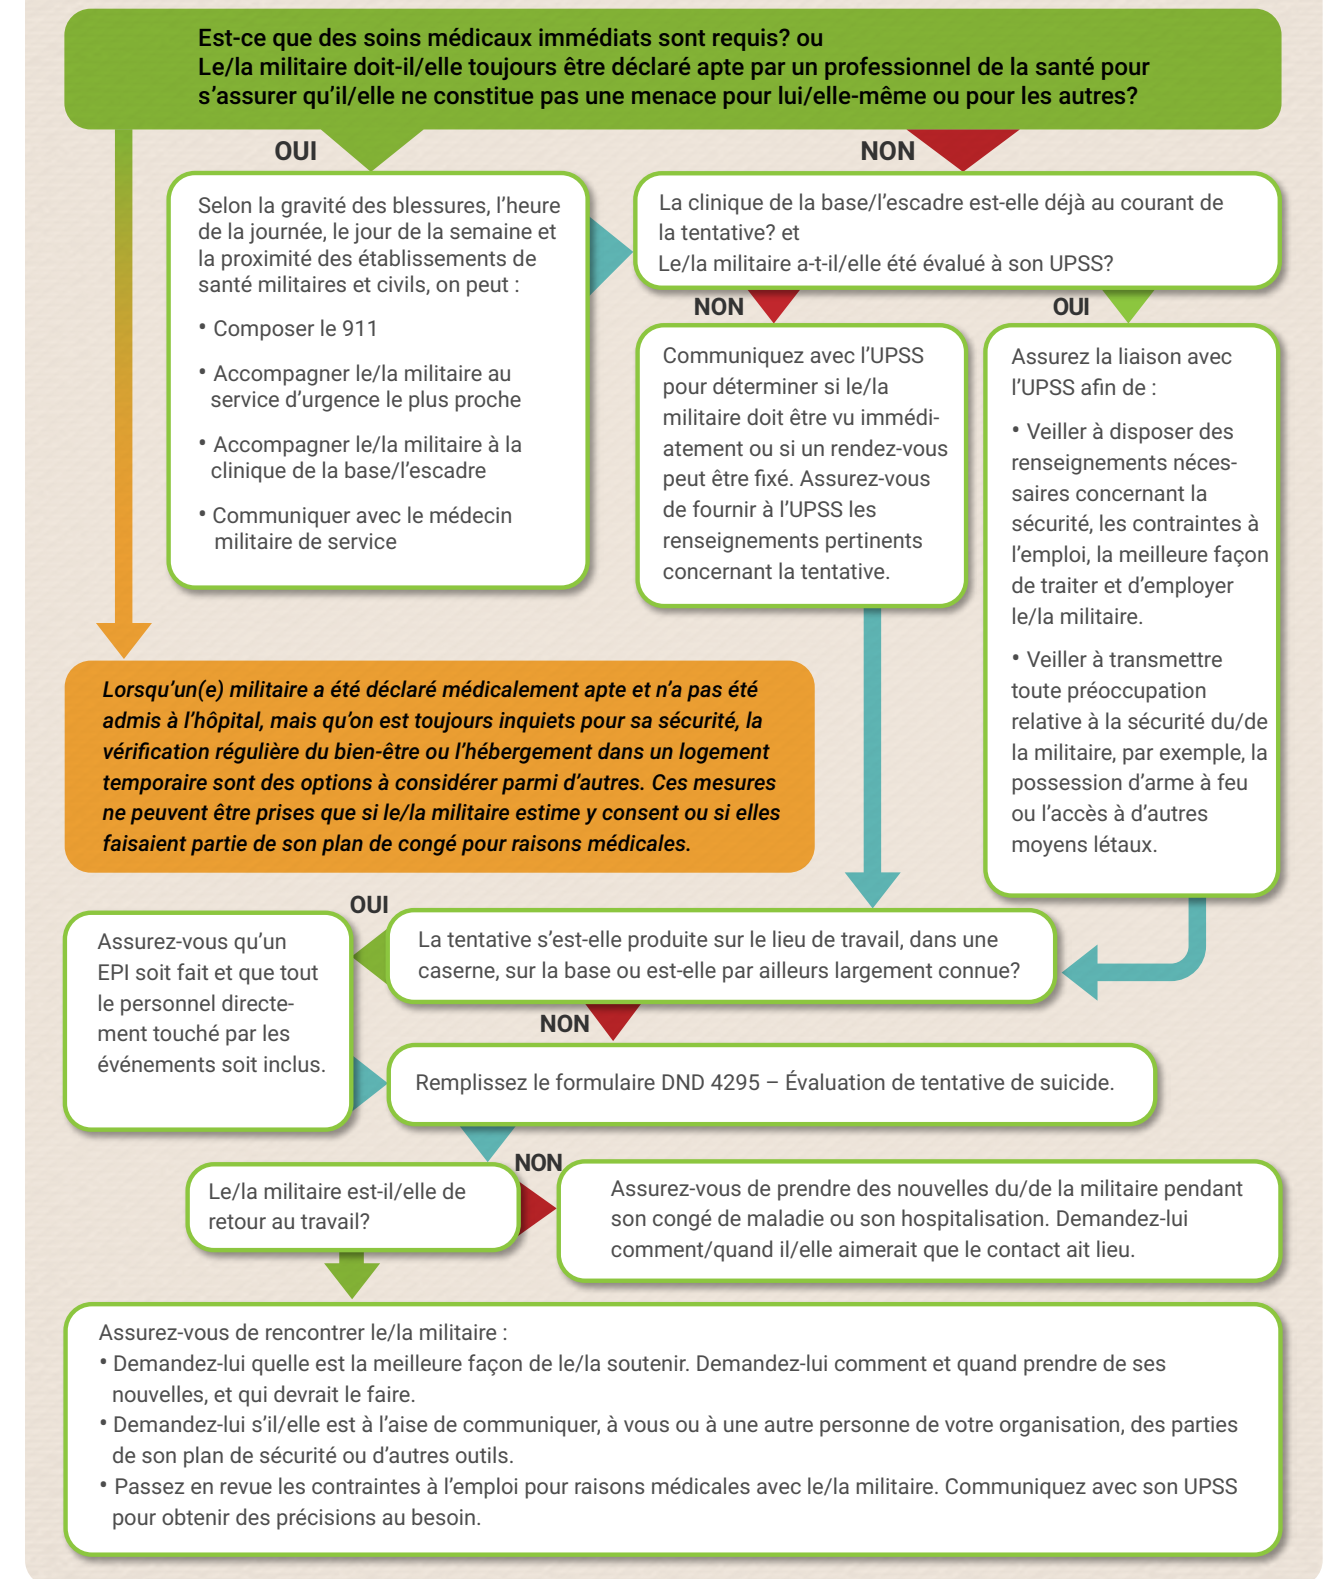 Est-ce que des soins médicaux immédiats sont requis? ou
Le/la militaire doit-il/elle toujours être déclaré apte par un professionnel de la santé pour
s’assurer qu’il/elle ne constitue pas une menace pour lui/elle-même ou pour les autres?
OUI
NON
Selon la gravité des blessures, l’heure
de la journée, le jour de la semaine et
la proximité des établissements de
santé militaires et civils, on peut :
• Composer le 911
• Accompagner le/la militaire au
service d’urgence le plus proche
• Accompagner le/la militaire à la
clinique de la base/l’escadre
• Communiquer avec le médecin
militaire de service
La clinique de la base/l’escadre est-elle déjà au courant de
la tentative? et
Le/la militaire a-t-il/elle été évalué à son UPSS?
NON
OUI
Communiquez avec l’UPSS
pour déterminer si le/la
militaire doit être vu immédi-
atement ou si un rendez-vous
peut être fixé. Assurez-vous
de fournir à l’UPSS les
renseignements pertinents
concernant la tentative.
Assurez la liaison avec
l’UPSS afin de :
• Veiller à disposer des
renseignements néces-
saires concernant la
sécurité, les contraintes à
l’emploi, la meilleure façon
de traiter et d’employer
le/la militaire.
• Veiller à transmettre
toute préoccupation
relative à la sécurité du/de
la militaire, par exemple, la
possession d’arme à feu
ou l’accès à d’autres
moyens létaux.
Lorsqu’un(e) militaire a été déclaré médicalement apte et n’a pas été
admis à l’hôpital, mais qu’on est toujours inquiets pour sa sécurité, la
vérification régulière du bien-être ou l’hébergement dans un logement
temporaire sont des options à considérer parmi d’autres. Ces mesures
ne peuvent être prises que si le/la militaire estime y consent ou si elles
faisaient partie de son plan de congé pour raisons médicales.
OUI
La tentative s’est-elle produite sur le lieu de travail, dans une
caserne, sur la base ou est-elle par ailleurs largement connue?
Assurez-vous qu’un
EPI soit fait et que tout
le personnel directe-
ment touché par les
événements soit inclus.
NON
Remplissez le formulaire DND 4295 – Évaluation de tentative de suicide.
Le/la militaire est-il/elle de
retour au travail?
NON
Assurez-vous de prendre des nouvelles du/de la militaire pendant
son congé de maladie ou son hospitalisation. Demandez-lui
comment/quand il/elle aimerait que le contact ait lieu.
Assurez-vous de rencontrer le/la militaire :
• Demandez-lui quelle est la meilleure façon de le/la soutenir. Demandez-lui comment et quand prendre de ses
nouvelles, et qui devrait le faire.
• Demandez-lui s’il/elle est à l’aise de communiquer, à vous ou à une autre personne de votre organisation, des parties
de son plan de sécurité ou d’autres outils.
• Passez en revue les contraintes à l’emploi pour raisons médicales avec le/la militaire. Communiquez avec son UPSS
pour obtenir des précisions au besoin.